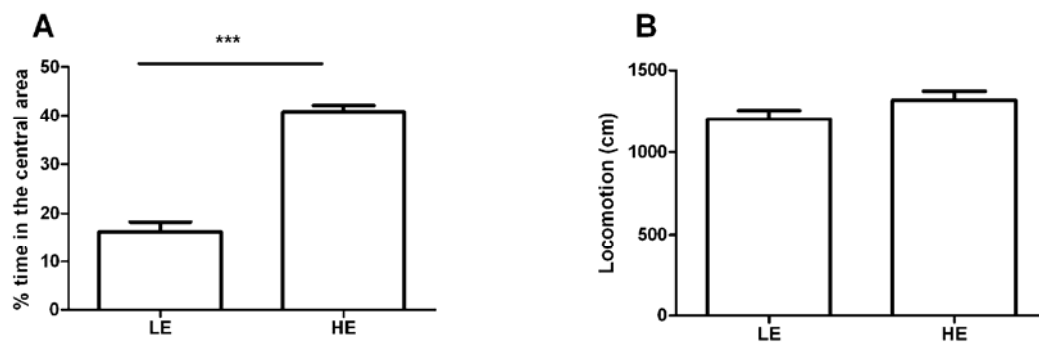 A
***
% time in the central area
50
40
30
20
10
0
LE
HE
B
Locomotion (cm)
1500
1000
500
0
LE
HE